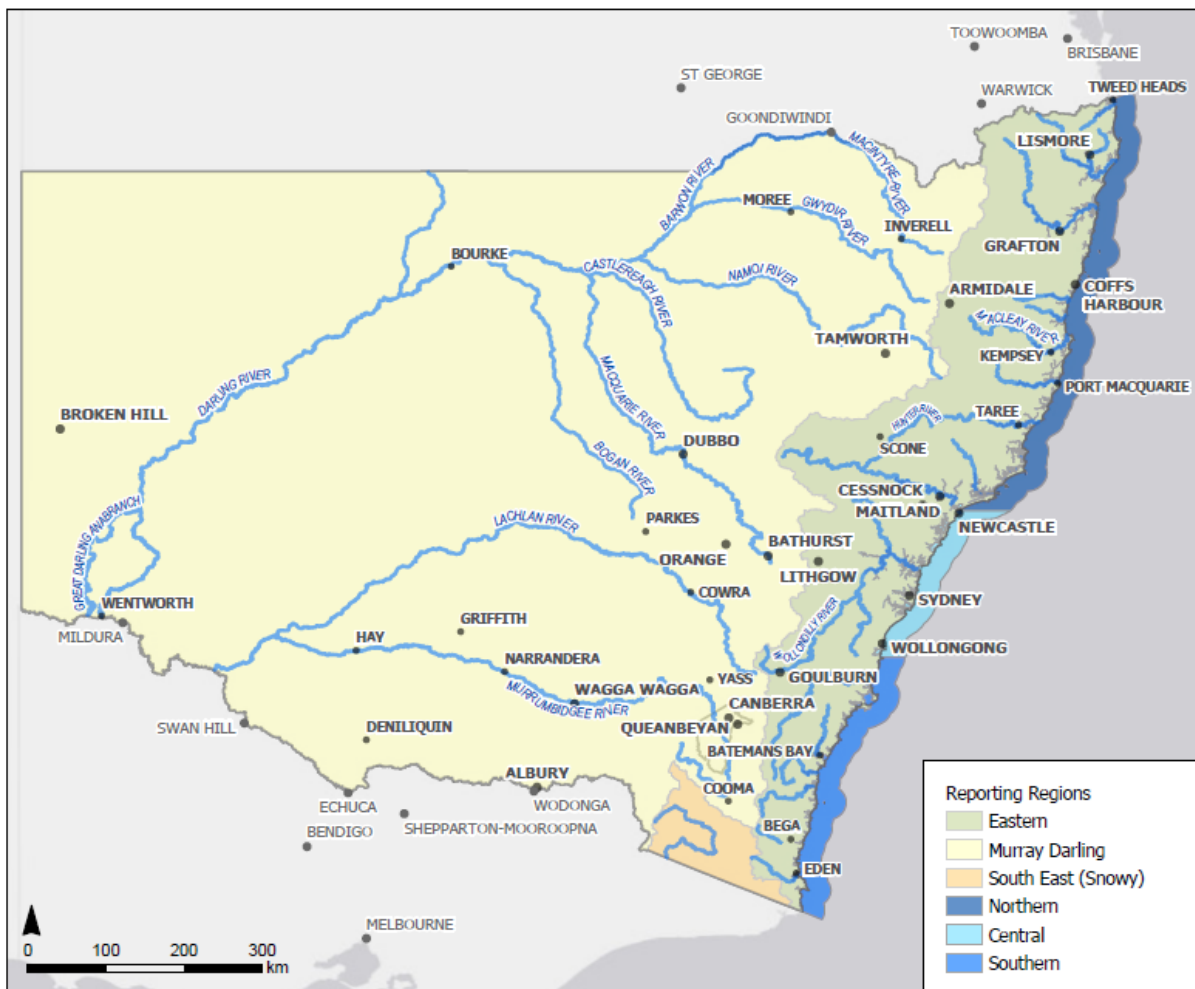 TOOWOOMBA
BRISBANE
ST GEORGE
WARWICK
TWEED HEADS
GOONDIWINDI
MACINTYRE RIVER
LISMORE
BARWON RIVER
MOREE
GWYDIR RIVER
INVERELL
GRAFTON
BOURKE
CASTLEREAGH RIVER
NAMOI RIVER
ARMIDALE
COFFS
HARBOUR
MACLEAY RIVER
TAMWORTH
KEMPSEY
DARLING RIVER
MACQUARIE RIVER
PORT MACQUARIE
BROKEN HILL
HUNTER RIVER
TAREE
DUBBO
SCONE
BOGAN RIVER
CESSNOCK
GREAT DARLING ANABRANCH
LACHLAN RIVER
PARKES
MAITLAND
NEWCASTLE
ORANGE
BATHURST
LITHGOW
WENTWORTH
COWRA
SYDNEY
MILDURA
GRIFFITH
WOLLONDILLY RIVER
HAY
WOLLONGONG
NARRANDERA
YASS
GOULBURN
MURRUMBIDGEE RIVER
WAGGA WAGGA
CANBERRA
SWAN HILL
DENILIQUIN
QUEANBEYAN
BATEMANS BAY
ALBURY
COOMA
ECHUCA
WODONGA
BENDIGO
SHEPPARTON-MOOROOPNA
BEGA
EDEN
MELBOURNE
0 100 200 300
km
Reporting Regions
Eastern
Murray Darling
South East (Snowy)
Northern
Central
Southern